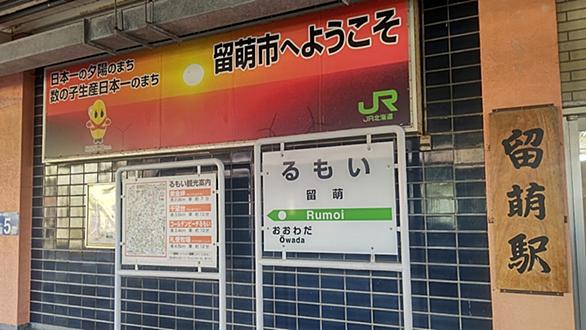 日本一の夕陽のまち
数の子生産日本一のまち
留萌市へようこそ
JR
JR北海道
るもい観光案内
るもい
留萌
Rumoi
おおわだ
Ōwada
留萌駅
5